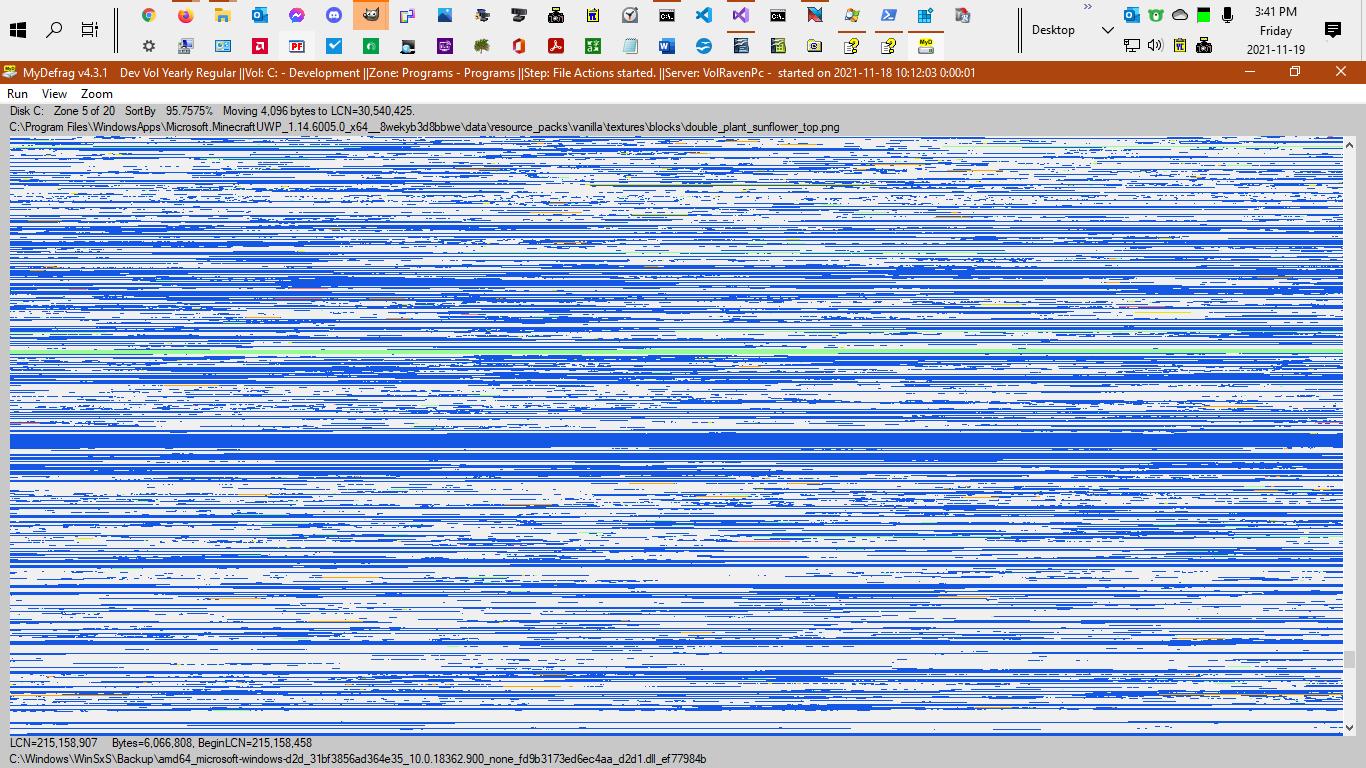 3:41 PM
Friday
2021-11-19
Desktop
PF
MyDefrag v4.3.1 Dev Vol Yearly Regular ||Vol: C: - Development ||Zone: Programs - Programs ||Step: File Actions started. ||Server: VolRavenPc - started on 2021-11-18 10:12:03 0:00:01
Run View Zoom
Disk C: Zone 5 of 20 SortBy 95.7575% Moving 4,096 bytes to LCN=30,540,425.
C:\Program Files\WindowsApps\Microsoft.MinecraftUWP_1.14.6005.0_x64__8wekyb3d8bbwe\data\resource_packs\vanilla\textures\blocks\double_plant_sunflower_top.png
LCN=215,158,907 Bytes=6,066,808, BeginLCN=215,158,458
C:\Windows\WinSxS\Backup\amd64_microsoft-windows-d2d_31bf3856ad364e35_10.0.18362.900_none_fd9b3173ed6ec4aa_d2d1.dll_ef77984b